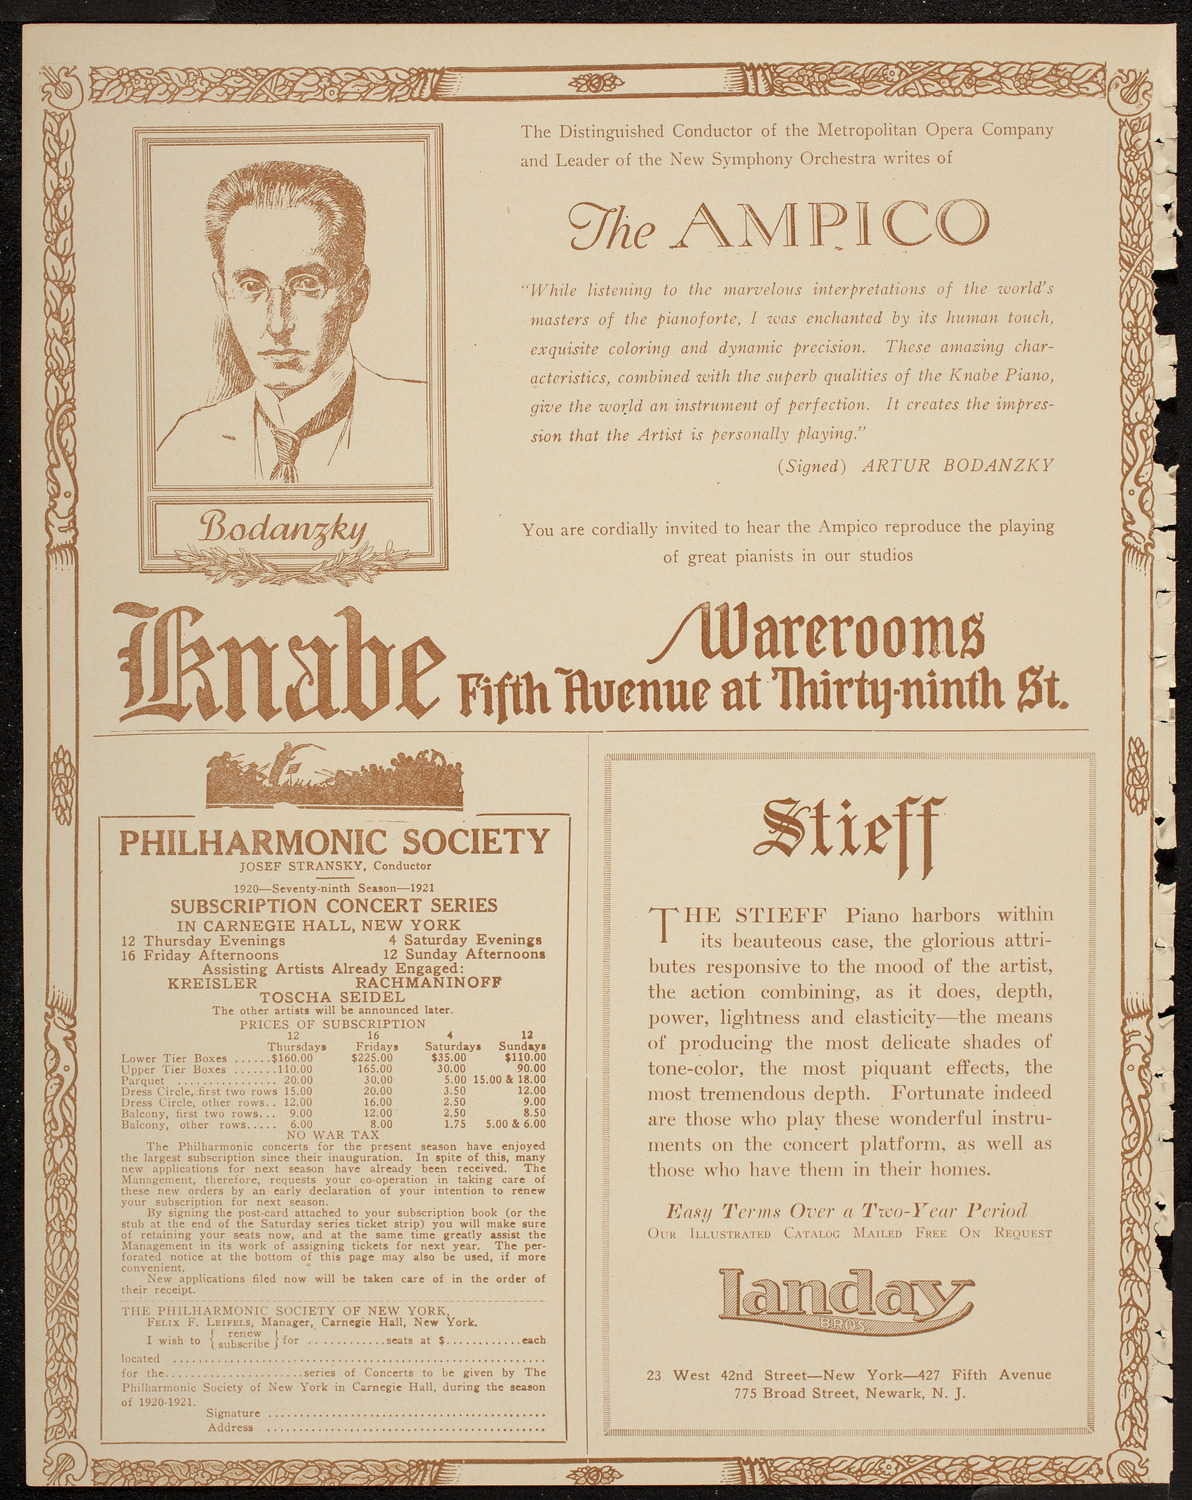 The Distinguished Conductor of the Metropolitan Opera Company
and Leader of the New Symphony Orchestra writes of
The AMPICO
“While listening to the marvelous interpretations of the world's
masters of the pianoforte, I was enchanted by its human touch,
exquisite coloring and dynamic precision. These amazing char-
acteristics, combined with the superb qualities of the Knabe Piano,
give the world an instrument of perfection. It creates the impres-
sion that the Artist is personally playing.”
(Signed) ARTUR BODANZKY
Bodanzky
You are cordially invited to hear the Ampico reproduce the playing
of great pianists in our studios
Knabe Warerooms
Fifth Avenue at Thirty-ninth St.
PHILHARMONIC SOCIETY
JOSEF STRANSKY, Conductor
1920—Seventy-ninth Season—1921
SUBSCRIPTION CONCERT SERIES
IN CARNEGIE HALL, NEW YORK
12 Thursday Evenings 4 Saturday Evenings
16 Friday Afternoons 12 Sunday Afternoons
Assisting Artists Already Engaged:
KREISLER RACHMANINOFF
TOSCHA SEIDEL
The other artists will be announced later.
PRICES OF SUBSCRIPTION
12 16 4 12
Thursdays Fridays Saturdays Sundays
Lower Tier Boxes ......$160.00 $225.00 $35.00 $110.00
Upper Tier Boxes .......110.00 165.00 30.00 90.00
Parquet ................ 20.00 30.00 5.00 15.00 & 18.00
Dress Circle, first two rows 15.00 20.00 3.50 12.00
Dress Circle, other rows.. 12.00 16.00 2.50 9.00
Balcony, first two rows... 9.00 12.00 2.50 8.50
Balcony, other rows..... 6.00 8.00 1.75 5.00 & 6.00
NO WAR TAX
The Philharmonic concerts for the present season have enjoyed
the largest subscription since their inauguration. In spite of this, many
new applications for next season have already been received. The
Management, therefore, requests your co-operation in taking care of
these new orders by an early declaration of your intention to renew
your subscription for next season.
By signing the post-card attached to your subscription book (or the
stub at the end of the Saturday series ticket strip) you will make sure
of retaining your seats now, and at the same time greatly assist the
Management in its work of assigning tickets for next year. The per-
forated notice at the bottom of this page may also be used, if more
convenient.
New applications filed now will be taken care of in the order of
their receipt.
THE PHILHARMONIC SOCIETY OF NEW YORK,
FELIX F. LEIFELS, Manager, Carnegie Hall, New York.
I wish to { renew subscribe } for ............seats at $............each
located ..........................................................
for the......................series of Concerts to be given by The
Philharmonic Society of New York in Carnegie Hall, during the season
of 1920-1921.
Signature ............................................
Address ............................................
Stieff
THE STIEFF Piano harbors within
its beauteous case, the glorious attri-
butes responsive to the mood of the artist,
the action combining, as it does, depth,
power, lightness and elasticity—the means
of producing the most delicate shades of
tone-color, the most piquant effects, the
most tremendous depth. Fortunate indeed
are those who play these wonderful instru-
ments on the concert platform, as well as
those who have them in their homes.
Easy Terms Over a Two-Year Period
OUR ILLUSTRATED CATALOG MAILED FREE ON REQUEST
Landay
BROS.
23 West 42nd Street—New York—427 Fifth Avenue
775 Broad Street, Newark, N. J.